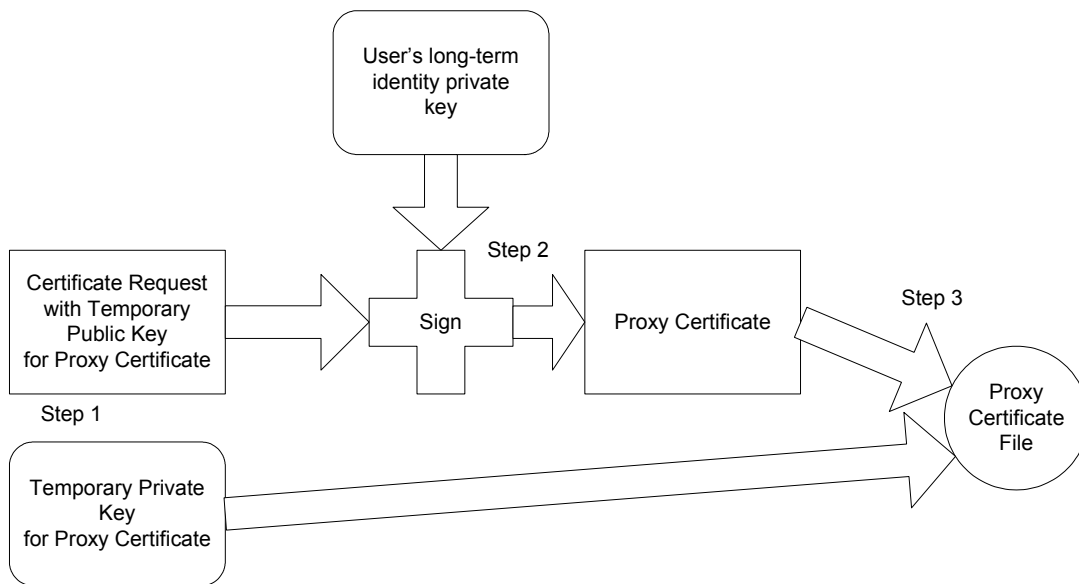 User’s long-term
identity private
key
Step 2
Certificate Request
with Temporary
Public Key
for Proxy Certificate
Sign
Proxy Certificate
Step 3
Step 1
Proxy
Certificate
File
Temporary Private
Key
for Proxy Certificate